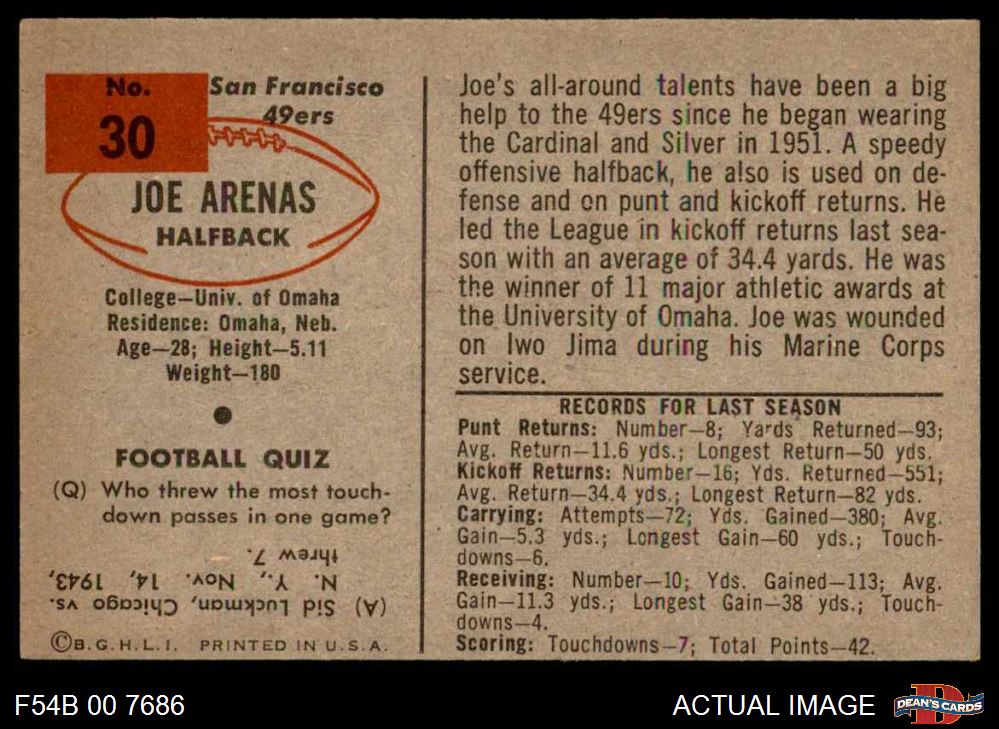 No.
30
San Francisco
49ers
JOE ARENAS
HALFBACK
College—Univ. of Omaha
Residence: Omaha, Neb.
Age—28; Height—5.11
Weight—180
FOOTBALL QUIZ
(Q) Who threw the most touch-
down passes in one game?
(A) Sid Luckman, Chicago vs.
N. Y., Nov. 14, 1943,
threw 7.
©B.G.H.L.I. PRINTED IN U.S.A.
Joe's all-around talents have been a big
help to the 49ers since he began wearing
the Cardinal and Silver in 1951. A speedy
offensive halfback, he also is used on de-
fense and on punt and kickoff returns. He
led the League in kickoff returns last sea-
son with an average of 34.4 yards. He was
the winner of 11 major athletic awards at
the University of Omaha. Joe was wounded
on Iwo Jima during his Marine Corps
service.
RECORDS FOR LAST SEASON
Punt Returns: Number—8; Yards Returned—93;
Avg. Return—11.6 yds.; Longest Return—50 yds.
Kickoff Returns: Number—16; Yds. Returned—551;
Avg. Return—34.4 yds.; Longest Return—82 yds.
Carrying: Attempts—72; Yds. Gained—380; Avg.
Gain—5.3 yds.; Longest Gain—60 yds.; Touch-
downs—6.
Receiving: Number—10; Yds. Gained—113; Avg.
Gain—11.3 yds.; Longest Gain—38 yds.; Touch-
downs—4.
Scoring: Touchdowns—7; Total Points—42.
F54B 00 7686
ACTUAL IMAGE
DEAN'S CARDS